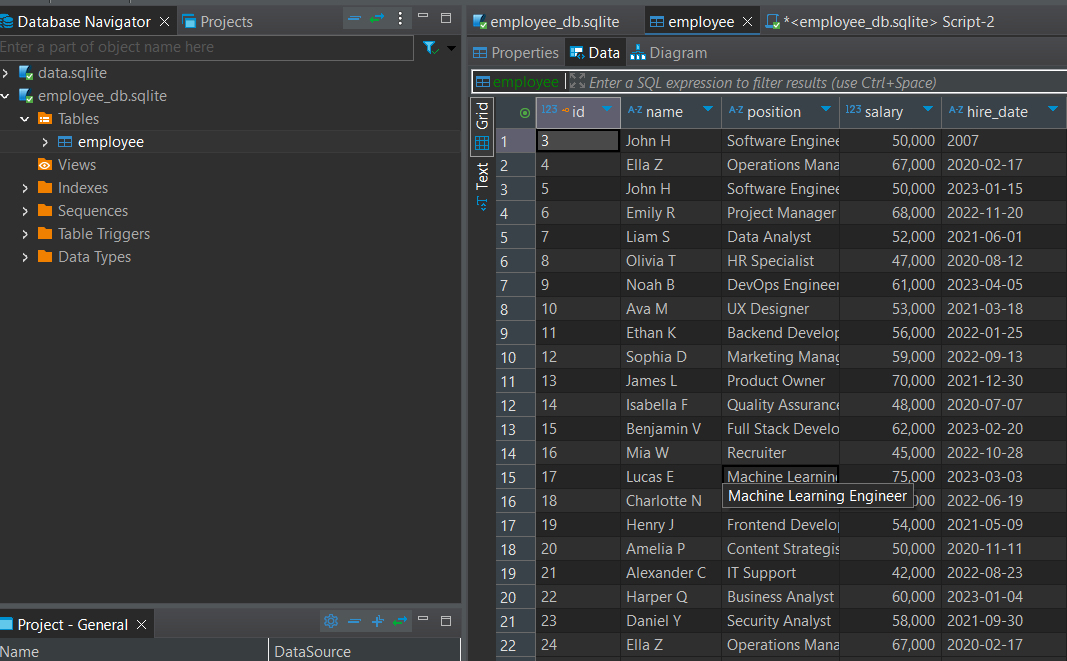 Database Navigator
Projects
Enter a part of object name here
data.sqlite
employee_db.sqlite
Tables
employee
Views
Indexes
Sequences
Table Triggers
Data Types
Project - General
Name DataSource
employee_db.sqlite
employee
*<employee_db.sqlite> Script-2
Properties Data Diagram
employee Enter a SQL expression to filter results (use Ctrl+Space)
Grid
Text
123 id A-Z name A-Z position 123 salary A-Z hire_date
1 3 John H Software Enginee 50,000 2007
2 4 Ella Z Operations Mana 67,000 2020-02-17
3 5 John H Software Enginee 50,000 2023-01-15
4 6 Emily R Project Manager 68,000 2022-11-20
5 7 Liam S Data Analyst 52,000 2021-06-01
6 8 Olivia T HR Specialist 47,000 2020-08-12
7 9 Noah B DevOps Engineer 61,000 2023-04-05
8 10 Ava M UX Designer 53,000 2021-03-18
9 11 Ethan K Backend Develop 56,000 2022-01-25
10 12 Sophia D Marketing Manag 59,000 2022-09-13
11 13 James L Product Owner 70,000 2021-12-30
12 14 Isabella F Quality Assurance 48,000 2020-07-07
13 15 Benjamin V Full Stack Develo 62,000 2023-02-20
14 16 Mia W Recruiter 45,000 2022-10-28
15 17 Lucas E Machine Learnin 75,000 2023-03-03
Machine Learning Engineer
16 18 Charlotte N 000 2022-06-19
17 19 Henry J Frontend Develo 54,000 2021-05-09
18 20 Amelia P Content Strategis 50,000 2020-11-11
19 21 Alexander C IT Support 42,000 2022-08-23
20 22 Harper Q Business Analyst 60,000 2023-01-04
21 23 Daniel Y Security Analyst 58,000 2021-09-30
22 24 Ella Z Operations Mana 67,000 2020-02-17